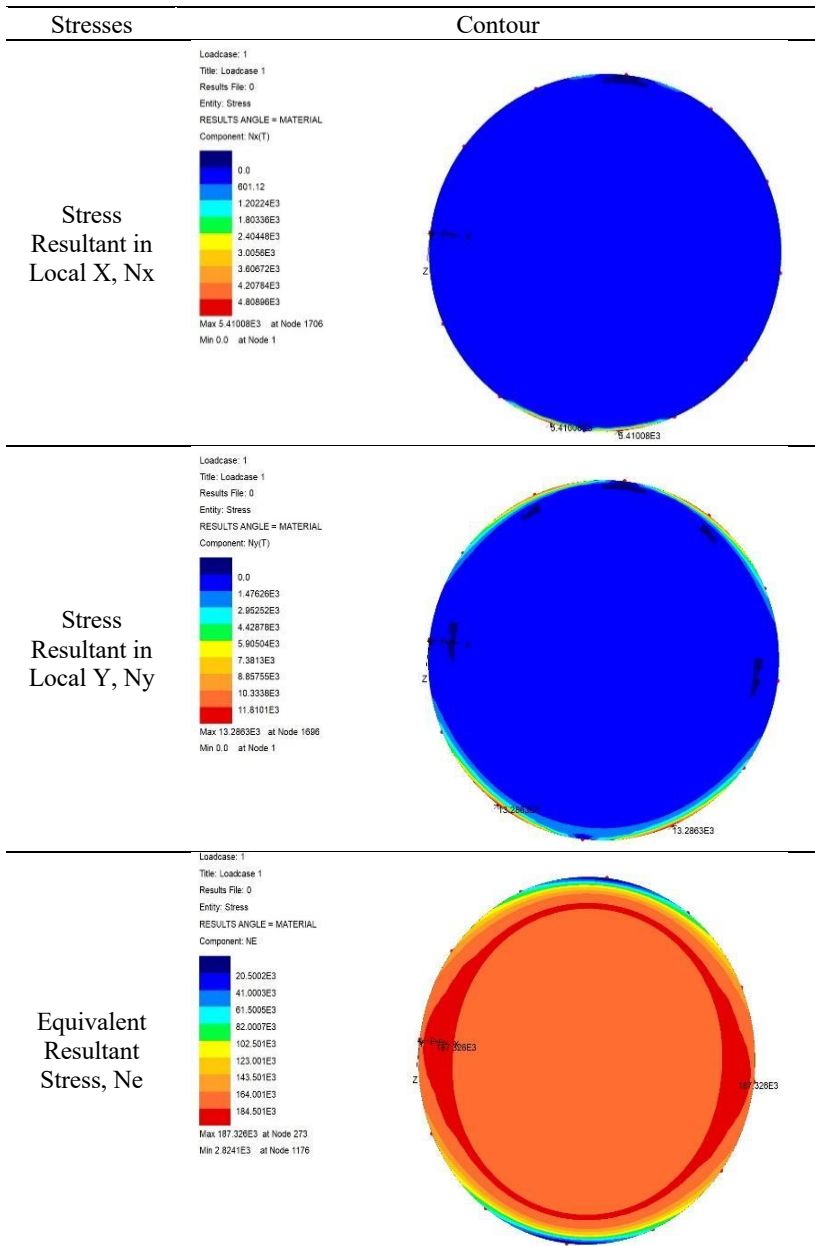 Stresses Contour
Loadcase: 1
Title: Loadcase 1
Results File: 0
Entity: Stress
RESULTS ANGLE = MATERIAL
Component: Nx(T)
0.0
601.12
1.20224E3
1.80336E3
2.40448E3
3.0056E3
3.60672E3
4.20784E3
4.80896E3
Max 5.41008E3 at Node 1706
Min 0.0 at Node 1
Stress
Resultant in
Local X, Nx
Z
5.41008E3
5.41008E3
Loadcase: 1
Title: Loadcase 1
Results File: 0
Entity: Stress
RESULTS ANGLE = MATERIAL
Component: Ny(T)
0.0
1.47626E3
2.95252E3
4.42878E3
5.90504E3
7.3813E3
8.85755E3
10.3338E3
11.8101E3
Max 13.2863E3 at Node 1696
Min 0.0 at Node 1
Stress
Resultant in
Local Y, Ny
Z
13.2863E3
13.2863E3
Loadcase: 1
Title: Loadcase 1
Results File: 0
Entity: Stress
RESULTS ANGLE = MATERIAL
Component: NE
20.5002E3
41.0003E3
61.5005E3
82.0007E3
102.501E3
123.001E3
143.501E3
164.001E3
184.501E3
Max 187.326E3 at Node 273
Min 2.8241E3 at Node 1176
Equivalent
Resultant
Stress, Ne
Z
187.326E3
187.326E3